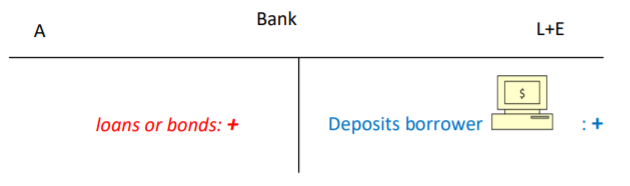 Bank
A
L+E
$
loans or bonds: +
Deposits borrower : +